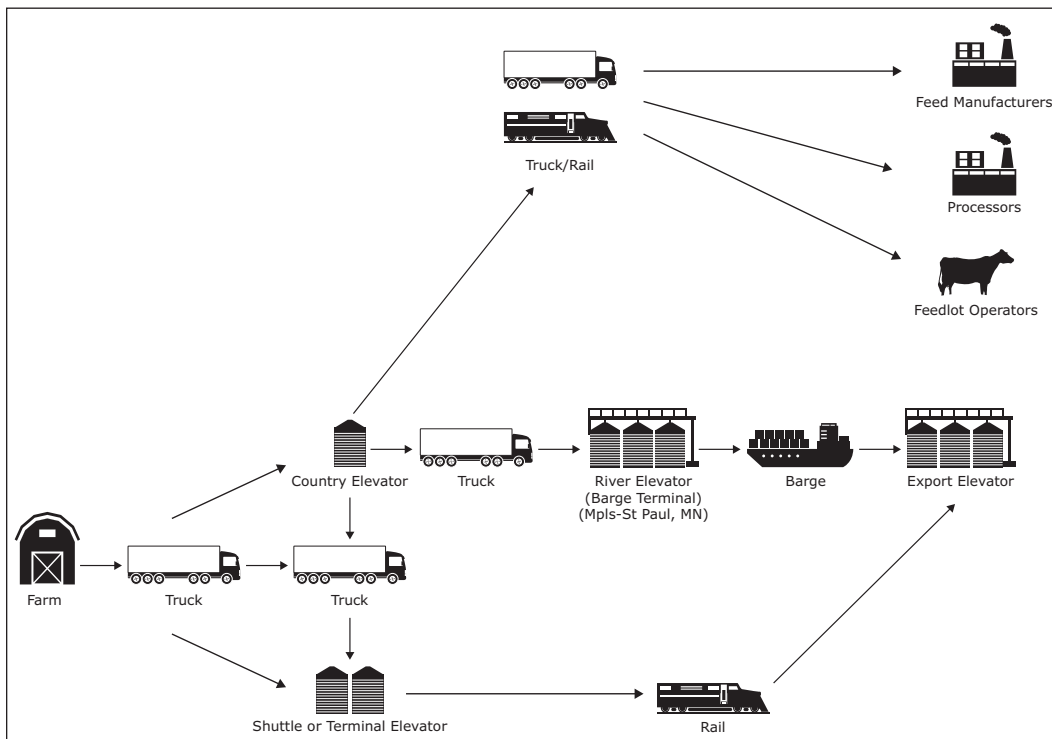 Feed Manufacturers
Truck/Rail
Processors
Feedlot Operators
Country Elevator
Truck
River Elevator
(Barge Terminal)
(Mpls-St Paul, MN)
Barge
Export Elevator
Farm
Truck
Truck
Shuttle or Terminal Elevator
Rail